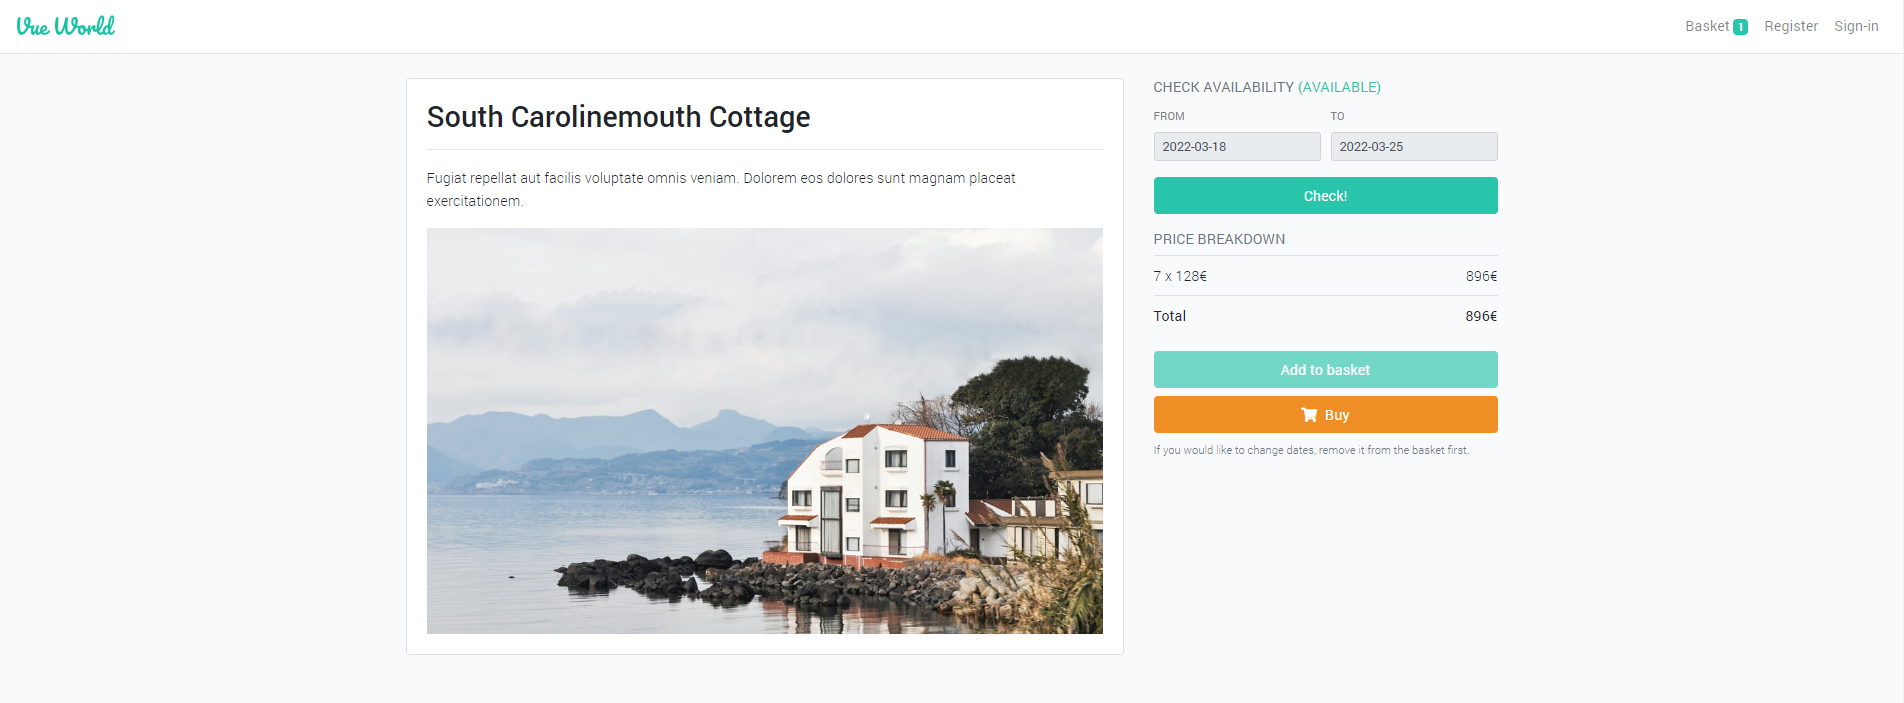 Vue World
Basket 1 Register Sign-in
South Carolinemouth Cottage
Fugiat repellat aut facilis voluptate omnis veniam. Dolorem eos dolores sunt magnam placeat
exercitationem.
CHECK AVAILABILITY (AVAILABLE)
FROM TO
2022-03-18 2022-03-25
Check!
PRICE BREAKDOWN
7 x 128€ 896€
Total 896€
Add to basket
Buy
If you would like to change dates, remove it from the basket first.